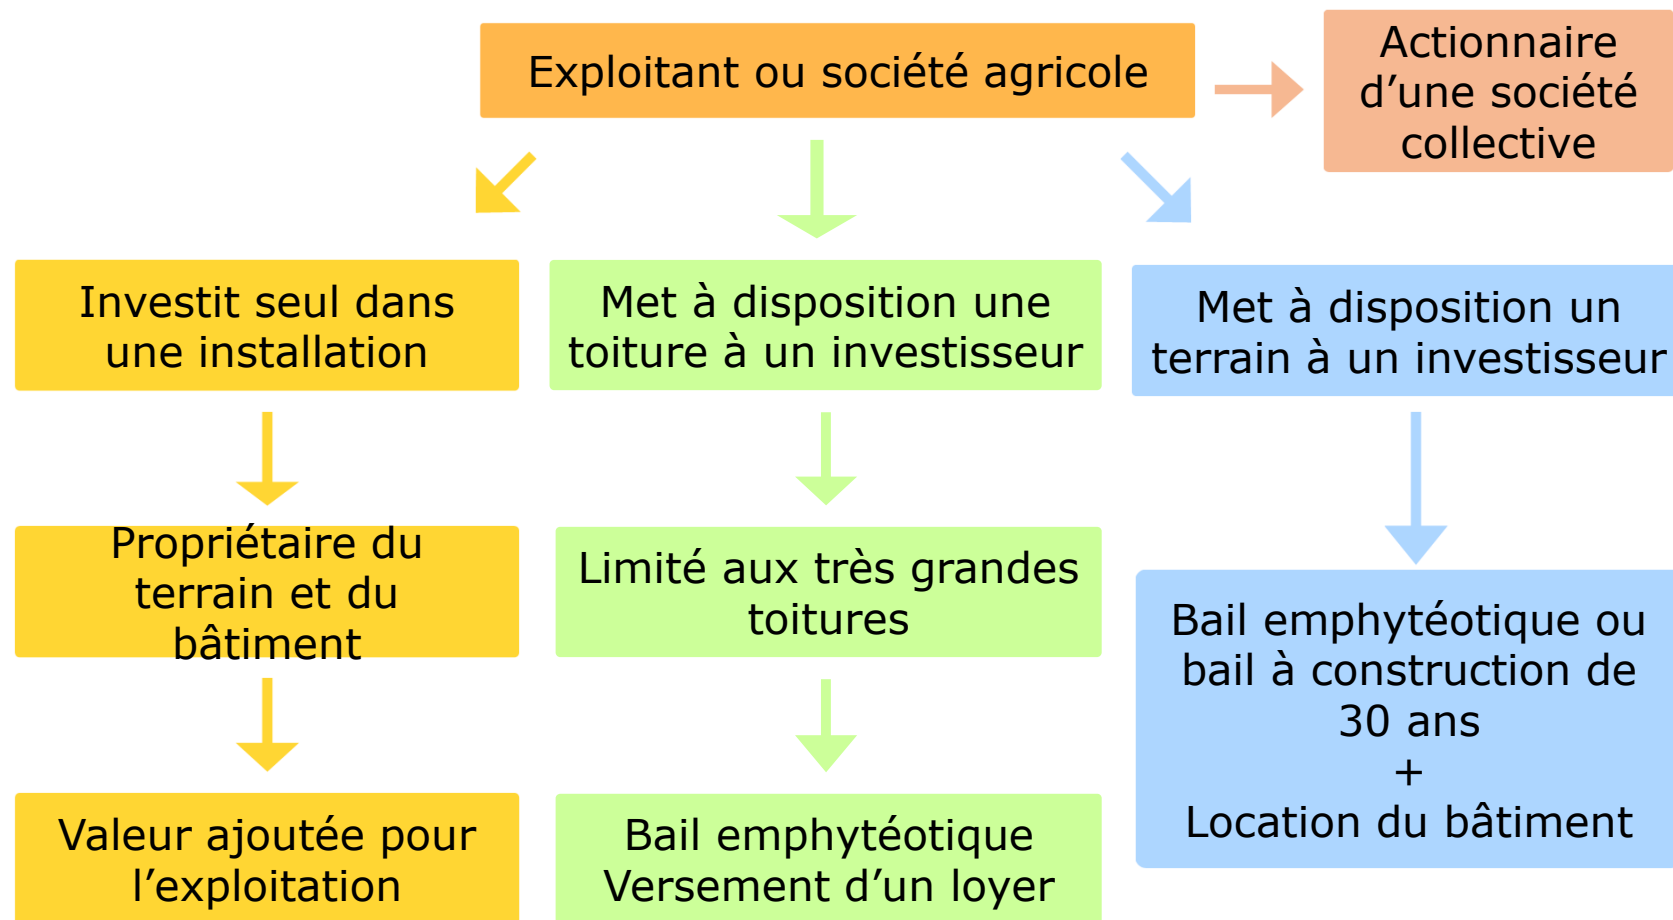 Exploitant ou société agricole
Actionnaire
d’une société
collective
Investit seul dans
une installation
Met à disposition une
toiture à un investisseur
Met à disposition un
terrain à un investisseur
Propriétaire du
terrain et du
bâtiment
Limité aux très grandes
toitures
Bail emphytéotique ou
bail à construction de
30 ans
+
Location du bâtiment
Valeur ajoutée pour
l’exploitation
Bail emphytéotique
Versement d’un loyer